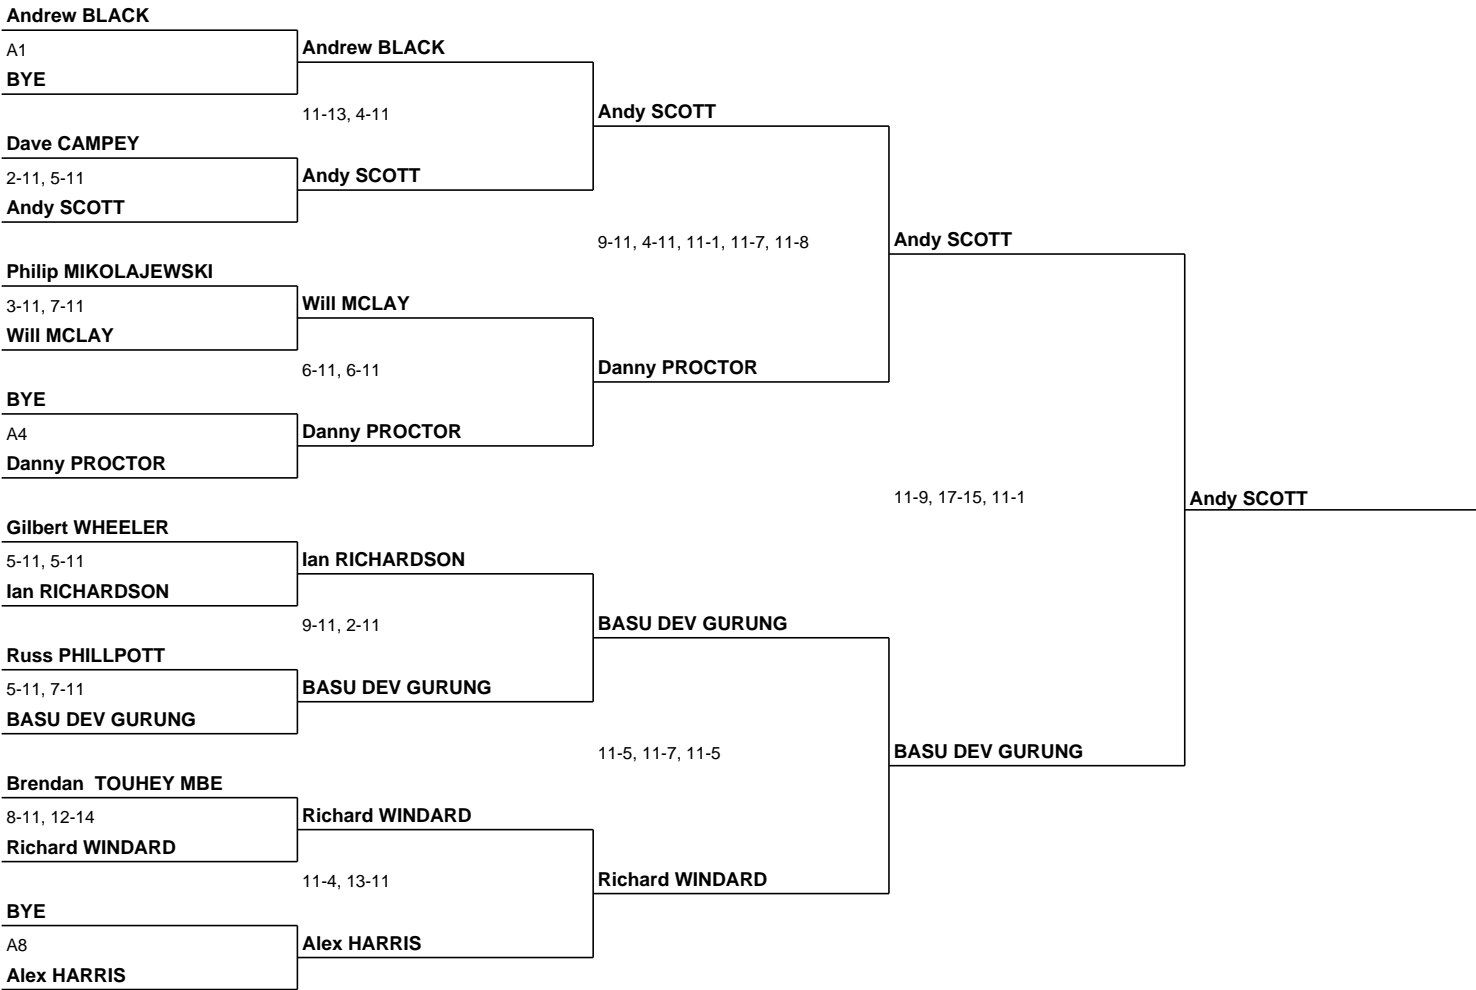 Andrew BLACK
A1
BYE
Andrew BLACK
11-13, 4-11
Andy SCOTT
Dave CAMPEY
2-11, 5-11
Andy SCOTT
Andy SCOTT
9-11, 4-11, 11-1, 11-7, 11-8
Andy SCOTT
Philip MIKOLAJEWSKI
3-11, 7-11
Will MCLAY
Will MCLAY
6-11, 6-11
Danny PROCTOR
BYE
A4
Danny PROCTOR
Danny PROCTOR
11-9, 17-15, 11-1
Andy SCOTT
Gilbert WHEELER
5-11, 5-11
Ian RICHARDSON
Ian RICHARDSON
9-11, 2-11
BASU DEV GURUNG
Russ PHILLPOTT
5-11, 7-11
BASU DEV GURUNG
BASU DEV GURUNG
11-5, 11-7, 11-5
BASU DEV GURUNG
Brendan  TOUHEY MBE
8-11, 12-14
Richard WINDARD
Richard WINDARD
11-4, 13-11
Richard WINDARD
BYE
A8
Alex HARRIS
Alex HARRIS